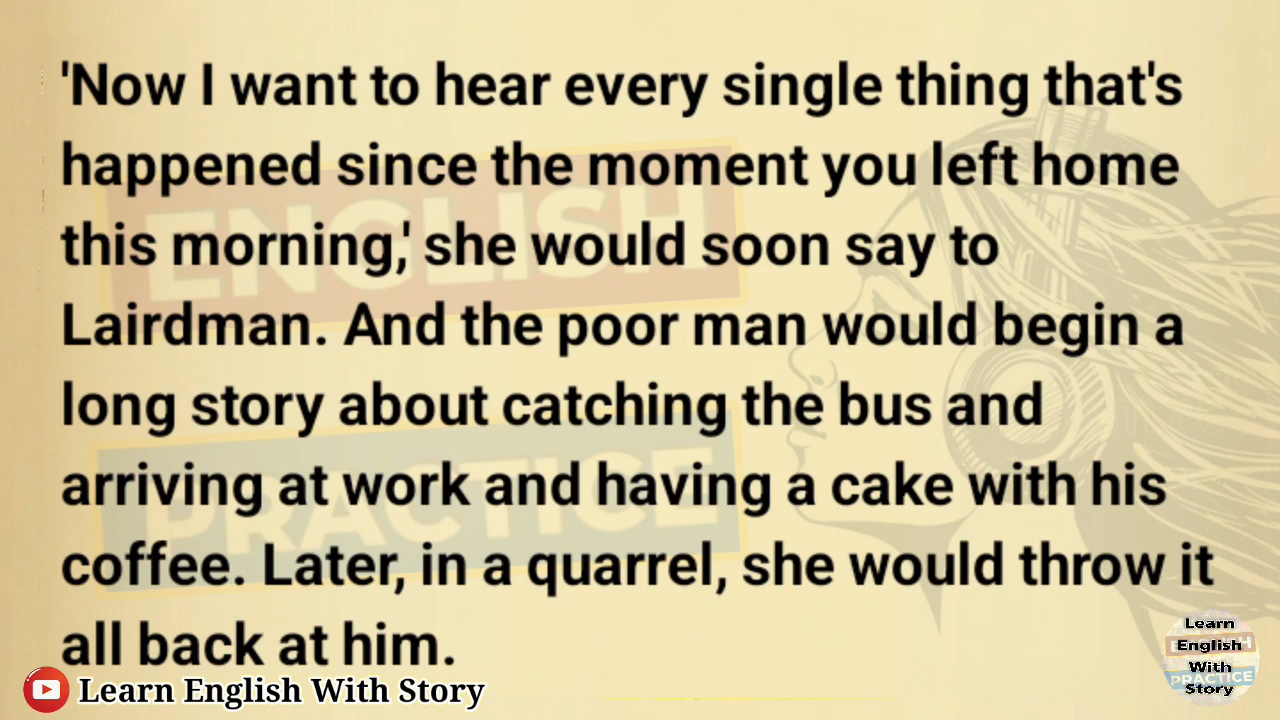 'Now I want to hear every single thing that's
happened since the moment you left home
this morning,' she would soon say to
Lairdman. And the poor man would begin a
long story about catching the bus and
arriving at work and having a cake with his
coffee. Later, in a quarrel, she would throw it
all back at him.
ENGLISH
PRACTICE
Learn English With Story
Learn
English
With
Story
ENGLISH
PRACTICE